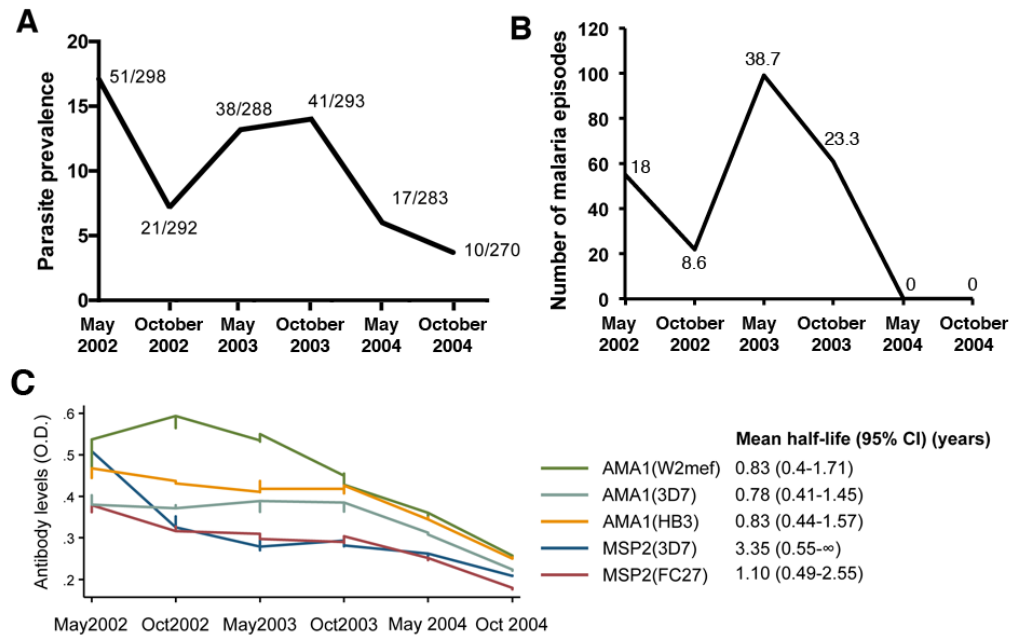 A
Parasite prevalence
20
15
10
5
0
51/298
21/292
38/288
41/293
17/283
10/270
May 2002
October 2002
May 2003
October 2003
May 2004
October 2004
B
Number of malaria episodes
120
100
80
60
40
20
0
18
8.6
38.7
23.3
0
0
May 2002
October 2002
May 2003
October 2003
May 2004
October 2004
C
Antibody levels (O.D.)
.6
.5
.4
.3
.2
May2002 Oct2002 May2003 Oct2003 May 2004 Oct 2004
Mean half-life (95% CI) (years)
AMA1(W2mef) 0.83 (0.4-1.71)
AMA1(3D7) 0.78 (0.41-1.45)
AMA1(HB3) 0.83 (0.44-1.57)
MSP2(3D7) 3.35 (0.55-∞)
MSP2(FC27) 1.10 (0.49-2.55)